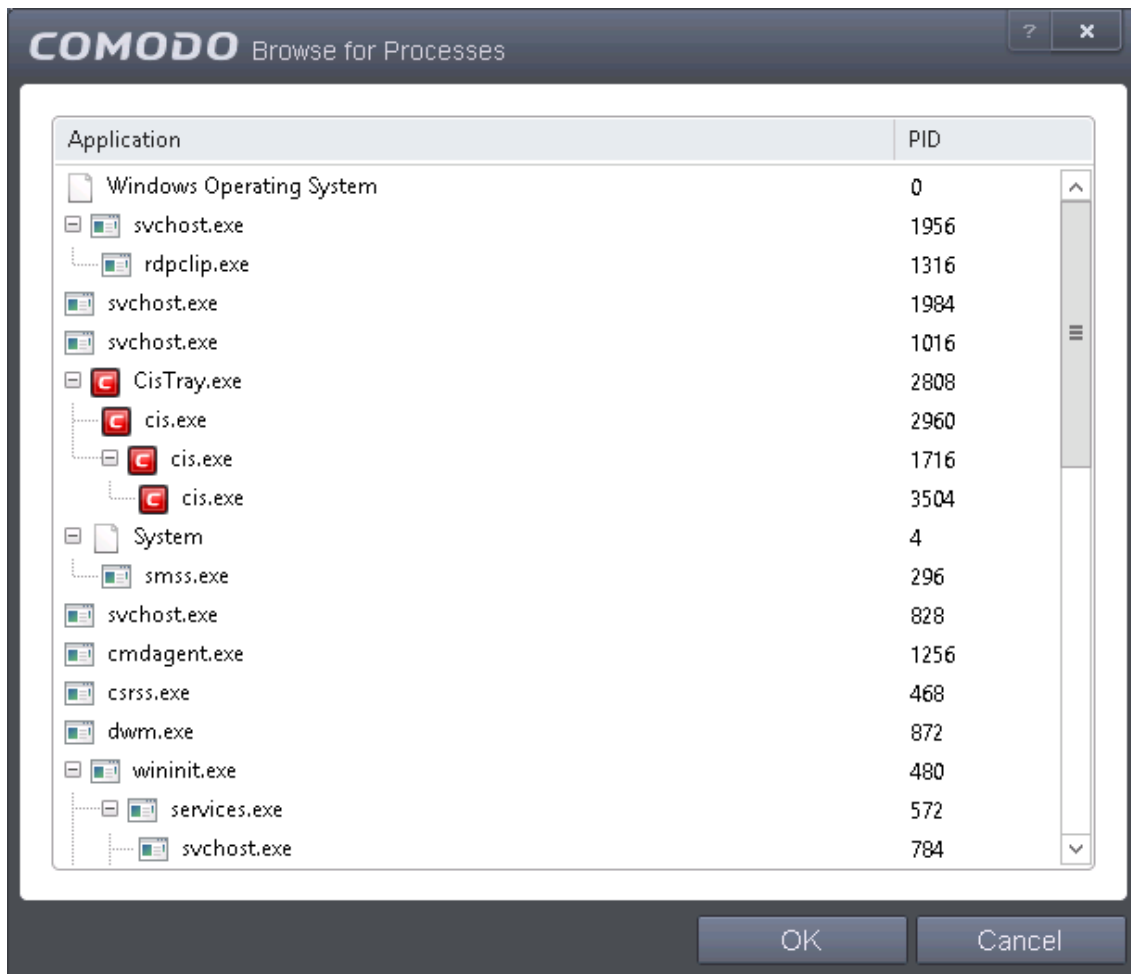 COMODO Browse for Processes
Application PID
Windows Operating System 0
svchost.exe 1956
rdpclip.exe 1316
svchost.exe 1984
svchost.exe 1016
CisTray.exe 2808
cis.exe 2960
cis.exe 1716
cis.exe 3504
System 4
smss.exe 296
svchost.exe 828
cmdagent.exe 1256
csrss.exe 468
dwm.exe 872
wininit.exe 480
services.exe 572
svchost.exe 784
OK Cancel